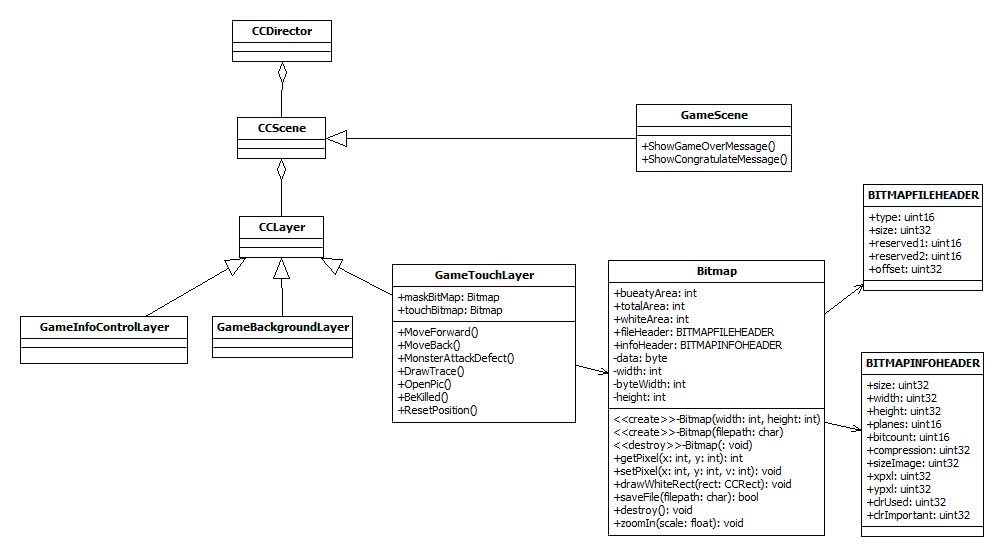 CCDirector
CCScene
GameScene
+ShowGameOverMessage()
+ShowCongratulateMessage()
CCLayer
GameInfoControlLayer
GameBackgroundLayer
GameTouchLayer
+maskBitMap: Bitmap
+touchBitmap: Bitmap
+MoveForward()
+MoveBack()
+MonsterAttackDefect()
+DrawTrace()
+OpenPic()
+BeKilled()
+ResetPosition()
Bitmap
+bueatyArea: int
+totalArea: int
+whiteArea: int
+fileHeader: BITMAPFILEHEADER
+infoHeader: BITMAPINFOHEADER
-data: byte
-width: int
-byteWidth: int
-height: int
<<create>>-Bitmap(width: int, height: int)
<<create>>-Bitmap(filepath: char)
<<destroy>>-Bitmap(: void)
+getPixel(x: int, y: int): int
+setPixel(x: int, y: int, v: int): void
+drawWhiteRect(rect: CCRect): void
+saveFile(filepath: char): bool
+destroy(): void
+zoomIn(scale: float): void
BITMAPFILEHEADER
+type: uint16
+size: uint32
+reserved1: uint16
+reserved2: uint16
+offset: uint32
BITMAPINFOHEADER
+size: uint32
+width: uint32
+height: uint32
+planes: uint16
+bitcount: uint16
+compression: uint32
+sizeImage: uint32
+xpxl: uint32
+ypxl: uint32
+clrUsed: uint32
+clrImportant: uint32